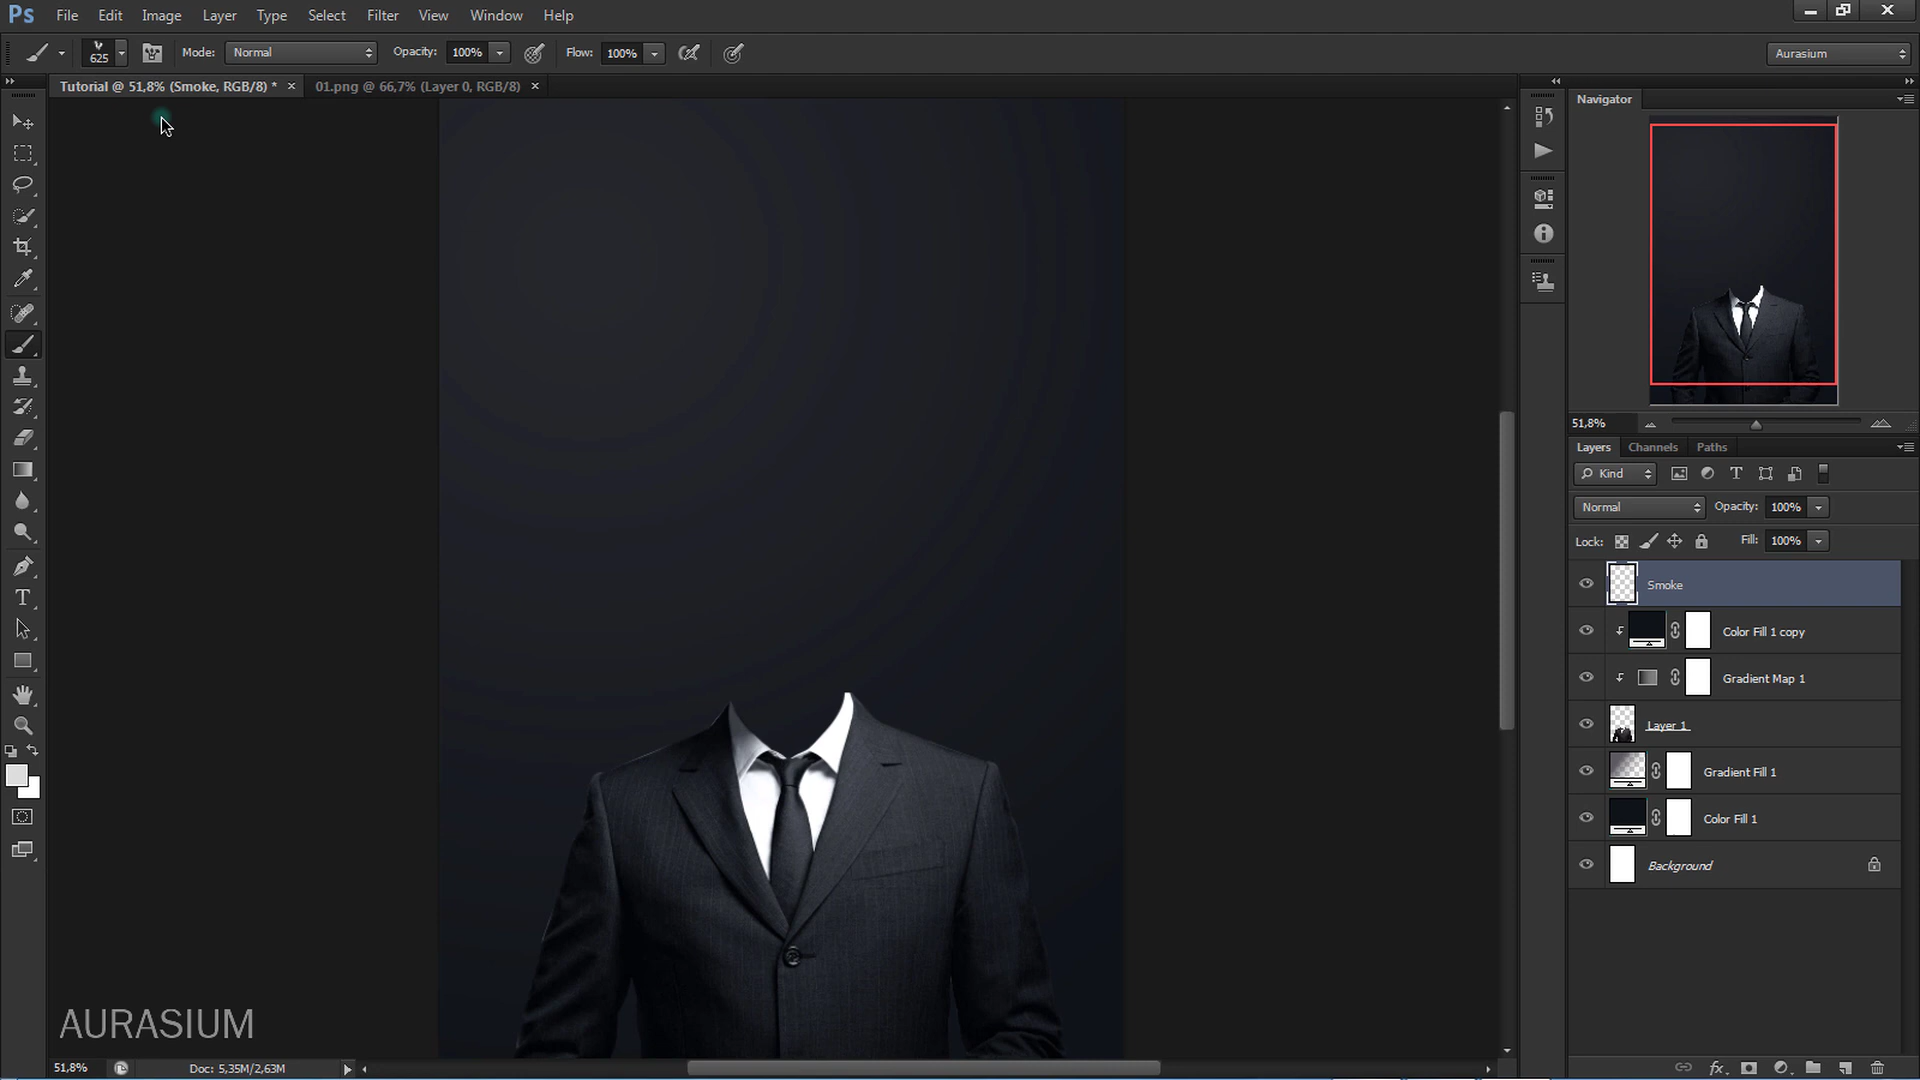 Ps File Edit Image Layer Type Select Filter View Window Help
625 Mode: Normal Opacity: 100% Flow: 100% Aurasium
Tutorial @ 51,8% (Smoke, RGB/8) * × 01.png @ 66,7% (Layer 0, RGB/8) ×
Navigator
51,8%
Layers Channels Paths
Kind
Normal Opacity: 100%
Lock: Fill: 100%
Smoke
Color Fill 1 copy
Gradient Map 1
Layer 1
Gradient Fill 1
Color Fill 1
Background
AURASIUM
51,8% Doc: 5,35M/2,63M